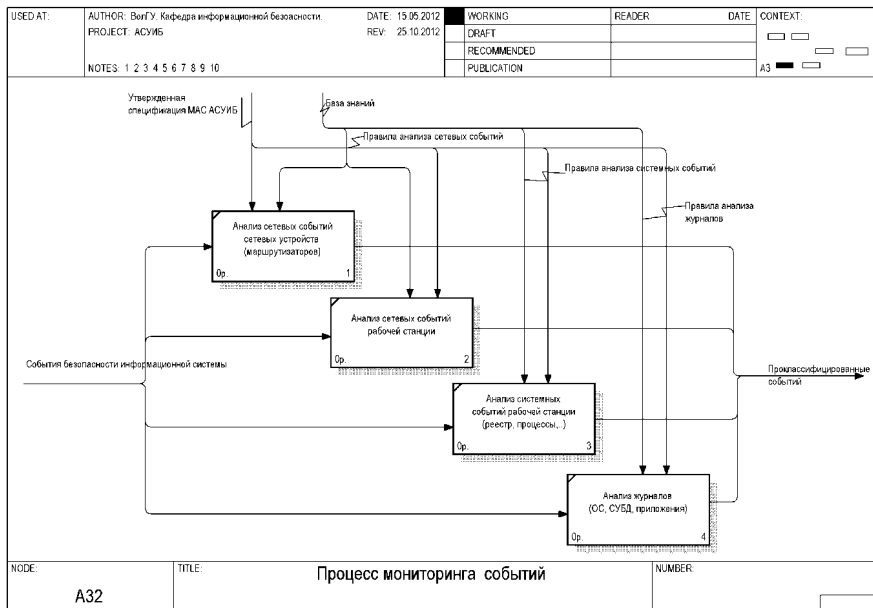 USED AT:
AUTHOR: ВолГУ. Кафедра информационной безоасности.
DATE: 15.05.2012
WORKING
READER
DATE
CONTEXT:
PROJECT: АСУИБ
REV: 25.10.2012
DRAFT
RECOMMENDED
NOTES: 1 2 3 4 5 6 7 8 9 10
PUBLICATION
A3
Утвержденная
спецификация МАС АСУИБ
База знаний
Правила анализа сетевых событий
Правила анализа системных событий
Правила анализа
журналов
Анализ сетевых событий
сетевых устройств
(маршрутизаторов)
0р.
1
Анализ сетевых событий
рабочей станции
0р.
2
События безопасности информационной системы
Проклассифицированные
событий
Анализ системных
событий рабочей станции
(реестр, процессы,..)
0р.
3
Анализ журналов
(ОС, СУБД, приложения)
0р.
4
NODE:
TITLE:
NUMBER:
Процесс мониторинга событий
A32